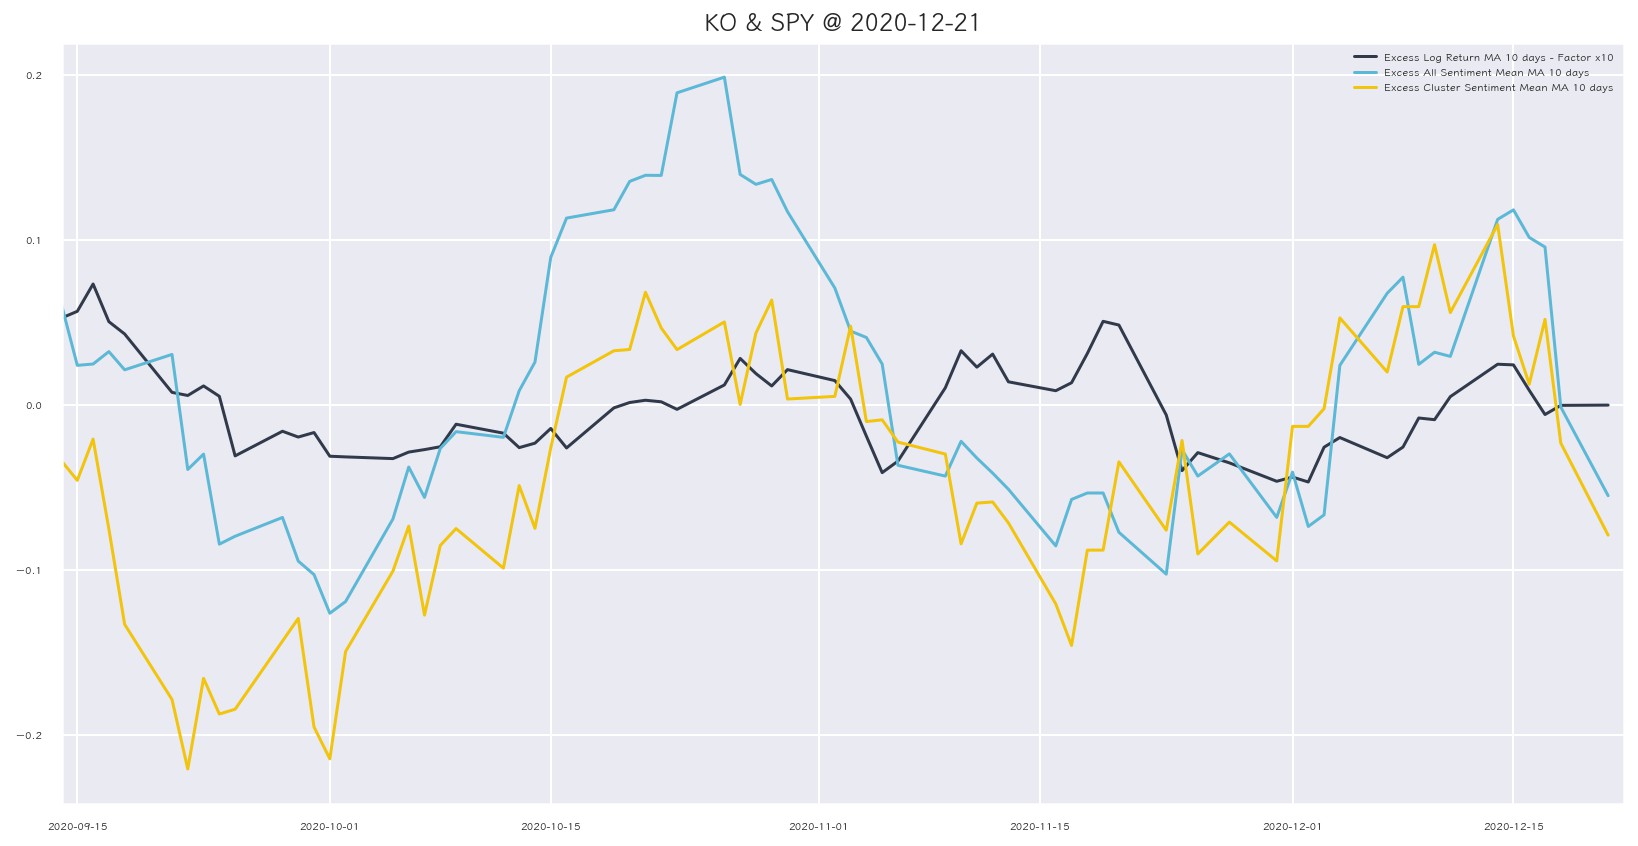 KO & SPY @ 2020-12-21
Excess Log Return MA 10 days - Factor x10
Excess All Sentiment Mean MA 10 days
Excess Cluster Sentiment Mean MA 10 days
0.2
0.1
0.0
−0.1
−0.2
2020-09-15 2020-10-01 2020-10-15 2020-11-01 2020-11-15 2020-12-01 2020-12-15